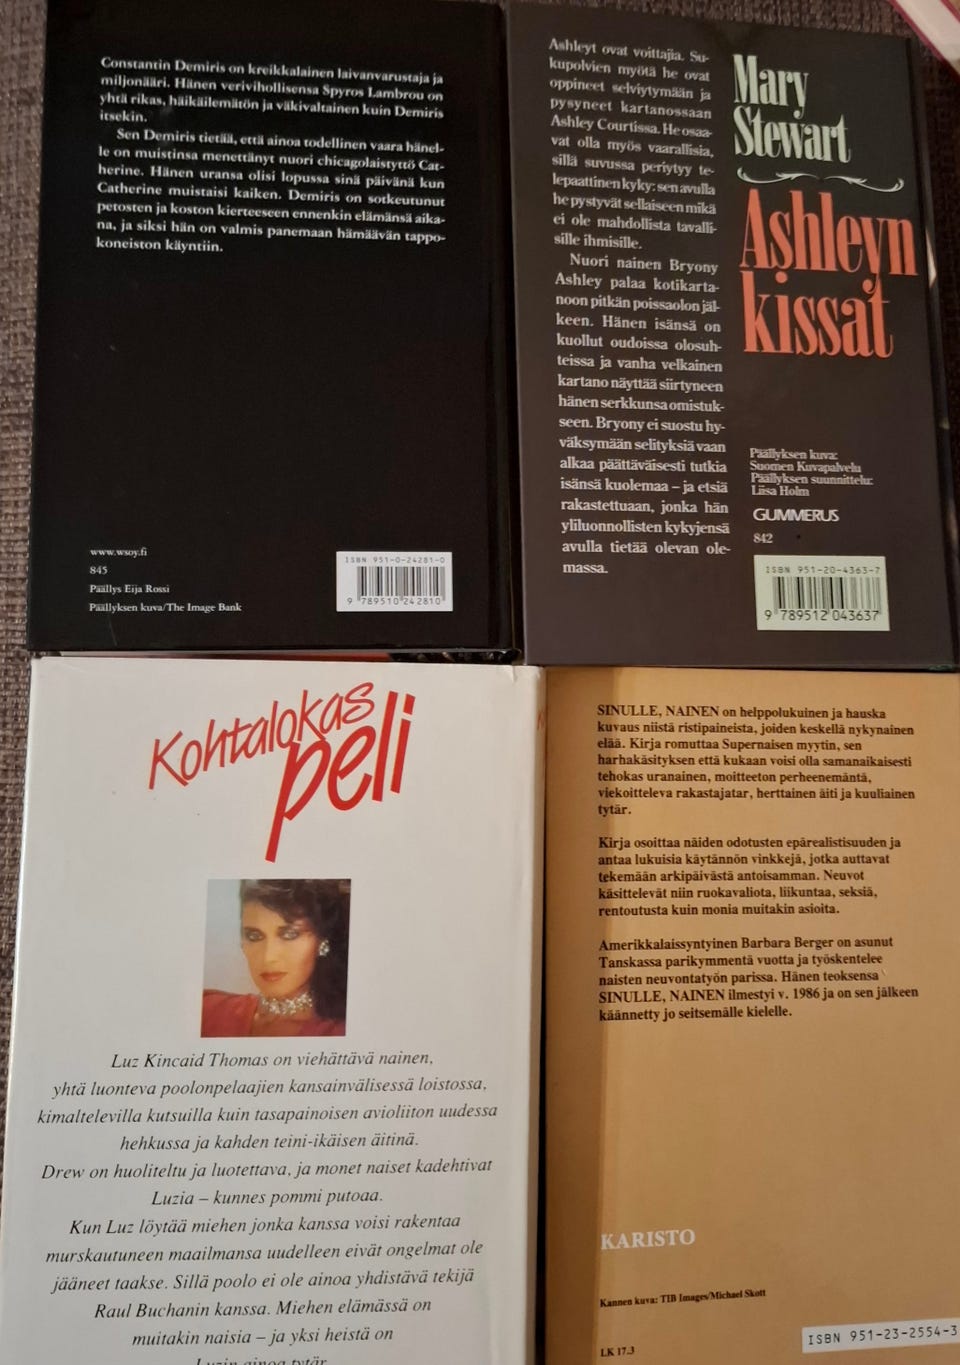 Constantin Demiris on kreikkalainen laivanvarustaja ja
miljonääri. Hänen verivihollisensa Spyros Lambrou on
yhtä rikas, häikäilemätön ja väkivaltainen kuin Demiris
itsekin.
Sen Demiris tietää, että ainoa todellinen vaara hänel-
le on muistinsa menettänyt nuori chicagolaistyttö Cat-
herine. Hänen uransa olisi lopussa sinä päivänä kun
Catherine muistaisi kaiken. Demiris on sotkeutunut
petosten ja koston kierteeseen ennenkin elämänsä aika-
na, ja siksi hän on valmis panemaan hämäävän tappo-
koneiston käyntiin.
www.wsoy.fi
845
Päällys Eija Rossi
Päällyksen kuva/The Image Bank
ISBN 951-0-24281-0
9 789510 242810
Ashleyt ovat voittajia. Su-
kupolvien myötä he ovat
oppineet selviytymään ja
pysyneet kartanossaan
Ashley Courtissa. He osaa-
vat olla myös vaarallisia,
sillä suvussa periytyy te-
lepaattinen kyky: sen avulla
he pystyvät sellaiseen mikä
ei ole mahdollista tavalli-
sille ihmisille.
Nuori nainen Bryony
Ashley palaa kotikarta-
noon pitkän poissaolon jäl-
keen. Hänen isänsä on
kuollut oudoissa olosuh-
teissa ja vanha velkainen
kartano näyttää siirtyneen
hänen serkkunsa omistuk-
seen. Bryony ei suostu hy-
väksymään selityksiä vaan
alkaa päättäväisesti tutkia
isänsä kuolemaa – ja etsiä
rakastettuaan, jonka hän
yliluonnollisten kykyjensä
avulla tietää olevan ole-
massa.
Mary
Stewart
Ashleyn
kissat
Päällyksen kuva:
Suomen Kuvapalvelu
Päällyksen suunnittelu:
Liisa Holm
GUMMERUS
842
ISBN 951-20-4363-7
9 789512 043637
Kohtalokas
peli
Luz Kincaid Thomas on viehättävä nainen,
yhtä luonteva poolonpelaajien kansainvälisessä loistossa,
kimaltelevilla kutsuilla kuin tasapainoisen avioliiton uudessa
hehkussa ja kahden teini-ikäisen äitinä.
Drew on huoliteltu ja luotettava, ja monet naiset kadehtivat
Luzia – kunnes pommi putoaa.
Kun Luz löytää miehen jonka kanssa voisi rakentaa
murskautuneen maailmansa uudelleen eivät ongelmat ole
jääneet taakse. Sillä poolo ei ole ainoa yhdistävä tekijä
Raul Buchanin kanssa. Miehen elämässä on
muitakin naisia – ja yksi heistä on
Luzin ainoa tytär
SINULLE, NAINEN on helppolukuinen ja hauska
kuvaus niistä ristipaineista, joiden keskellä nykynainen
elää. Kirja romuttaa Supernaisen myytin, sen
harhakäsityksen että kukaan voisi olla samanaikaisesti
tehokas uranainen, moitteeton perheenemäntä,
viekoitteleva rakastajatar, herttainen äiti ja kuuliainen
tytär.
Kirja osoittaa näiden odotusten epärealistisuuden ja
antaa lukuisia käytännön vinkkejä, jotka auttavat
tekemään arkipäivästä antoisamman. Neuvot
käsittelevät niin ruokavaliota, liikuntaa, seksiä,
rentoutusta kuin monia muitakin asioita.
Amerikkalaissyntyinen Barbara Berger on asunut
Tanskassa parikymmentä vuotta ja työskentelee
naisten neuvontatyön parissa. Hänen teoksensa
SINULLE, NAINEN ilmestyi v. 1986 ja on sen jälkeen
käännetty jo seitsemälle kielelle.
KARISTO
Kannen kuva: TIB Images/Michael Skott
LK 17.3
ISBN 951-23-2554-3